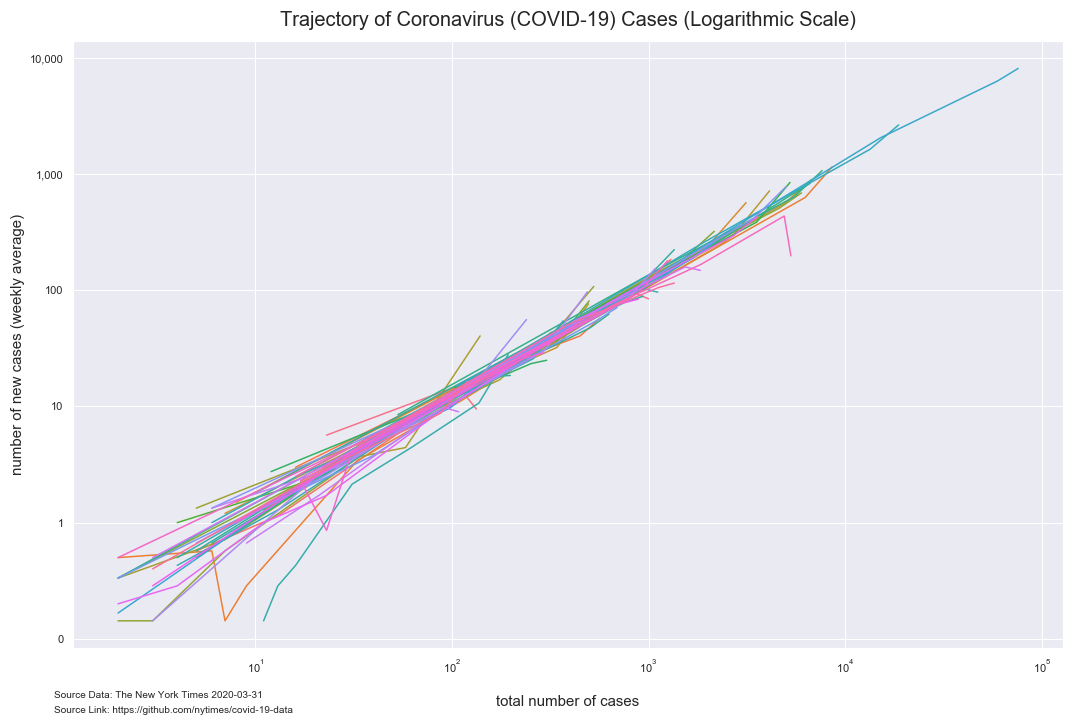 Trajectory of Coronavirus (COVID-19) Cases (Logarithmic Scale)
number of new cases (weekly average)
10,000
1,000
100
10
1
0
10¹
10²
10³
10⁴
10⁵
total number of cases
Source Data: The New York Times 2020-03-31
Source Link: https://github.com/nytimes/covid-19-data